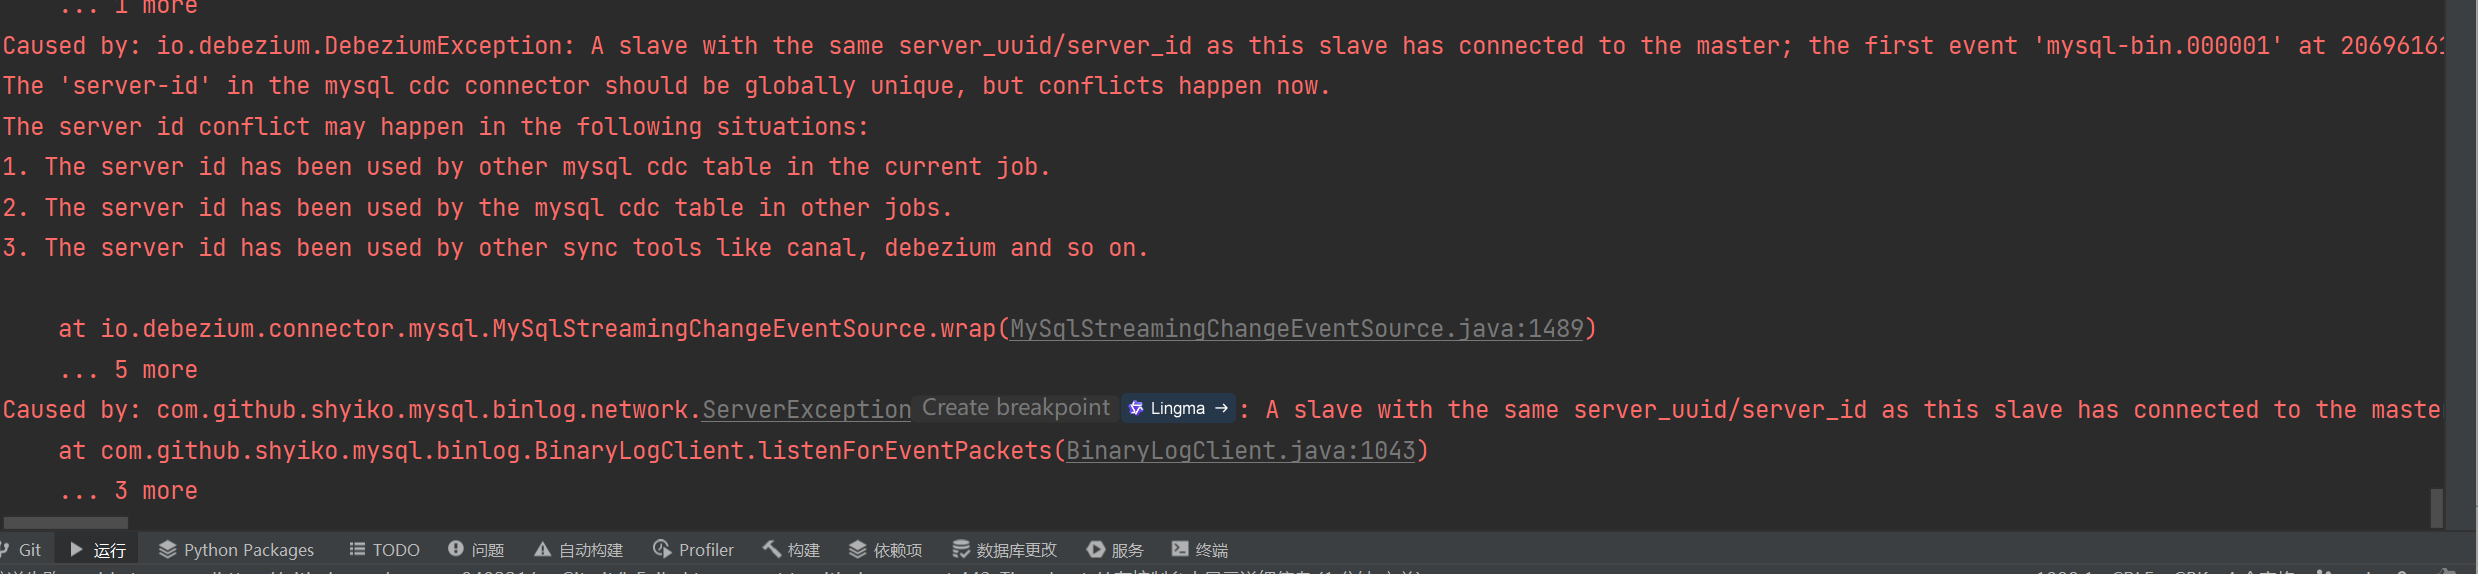 ... 1 more
Caused by: io.debezium.DebeziumException: A slave with the same server_uuid/server_id as this slave has connected to the master; the first event 'mysql-bin.000001' at 20696161
The 'server-id' in the mysql cdc connector should be globally unique, but conflicts happen now.
The server id conflict may happen in the following situations:
1. The server id has been used by other mysql cdc table in the current job.
2. The server id has been used by the mysql cdc table in other jobs.
3. The server id has been used by other sync tools like canal, debezium and so on.
at io.debezium.connector.mysql.MySqlStreamingChangeEventSource.wrap(MySqlStreamingChangeEventSource.java:1489)
... 5 more
Caused by: com.github.shyiko.mysql.binlog.network.ServerException Create breakpoint Lingma → : A slave with the same server_uuid/server_id as this slave has connected to the master
at com.github.shyiko.mysql.binlog.BinaryLogClient.listenForEventPackets(BinaryLogClient.java:1043)
... 3 more
Git 运行 Python Packages TODO 问题 自动构建 Profiler 构建 依赖项 数据库更改 服务 终端